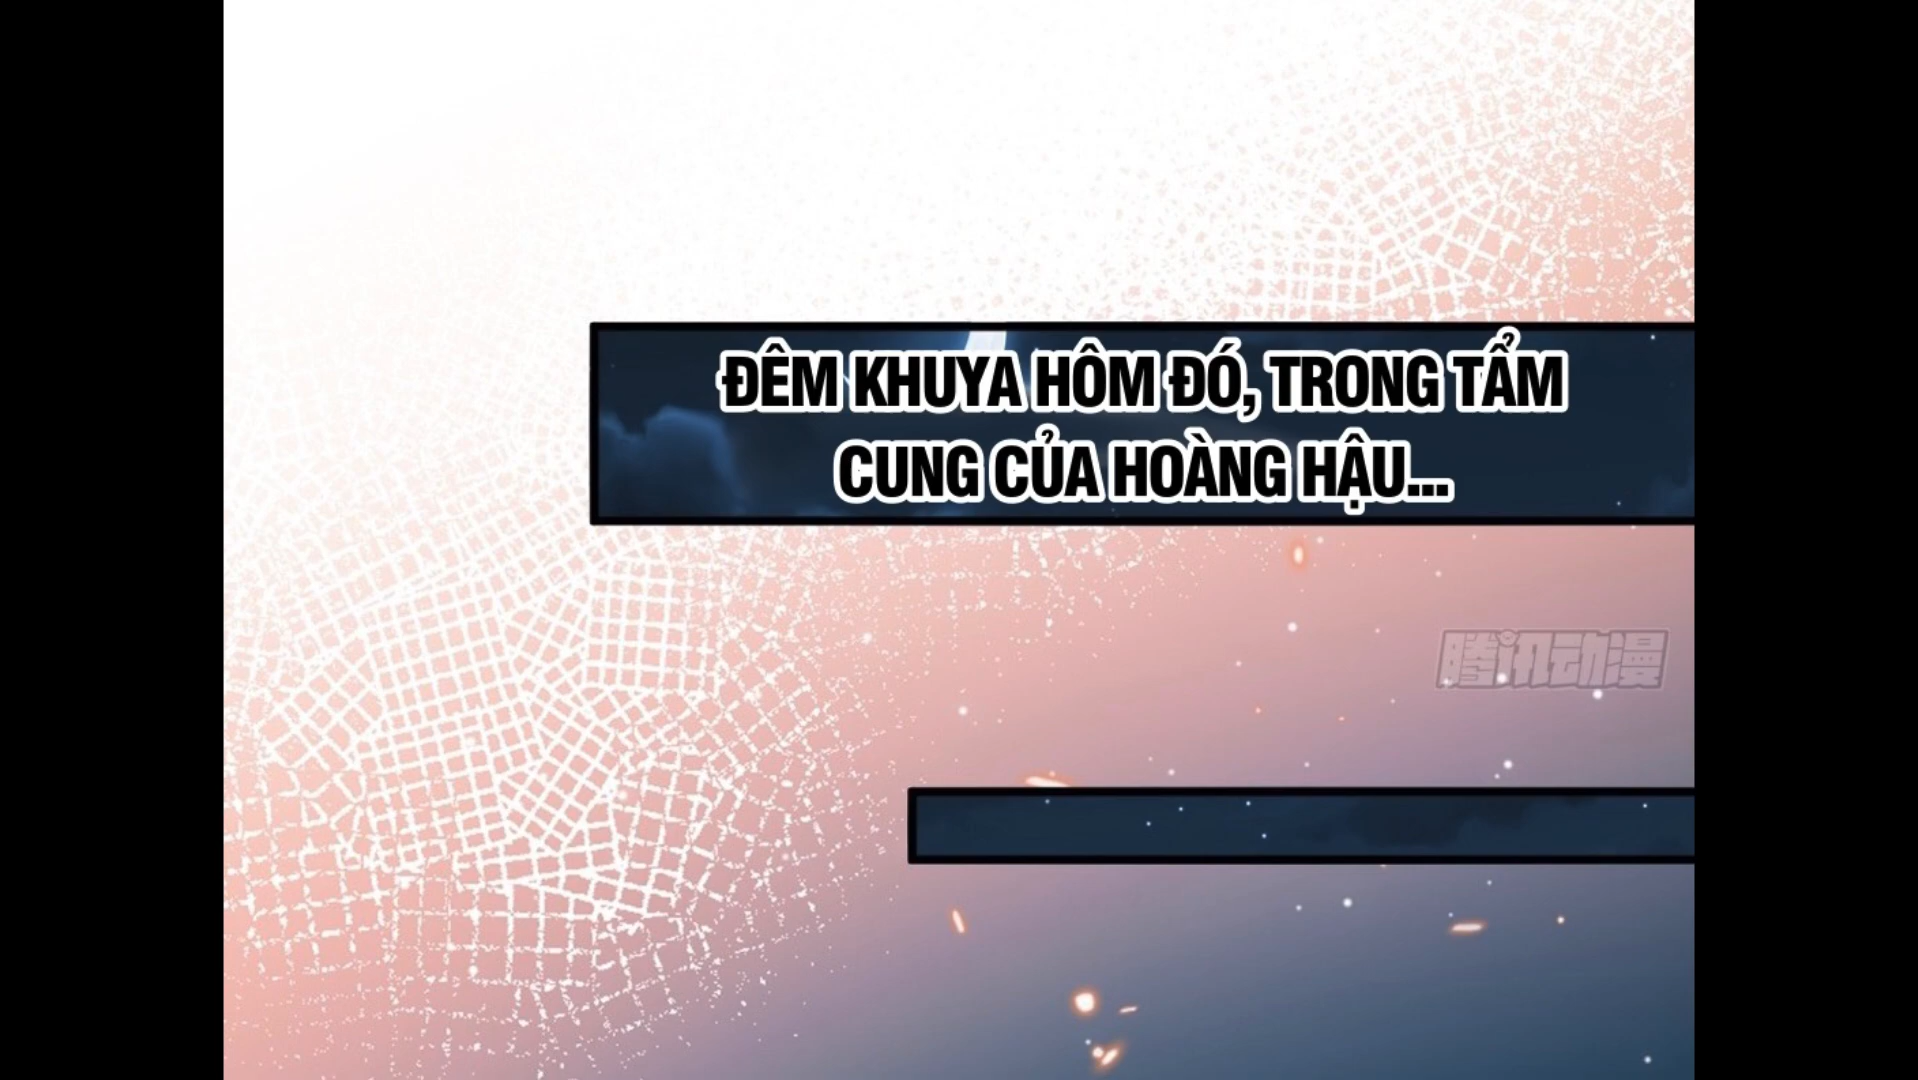 ĐÊM KHUYA HÔM ĐÓ, TRONG TẨM
CUNG CỦA HOÀNG HẬU...
腾讯动漫